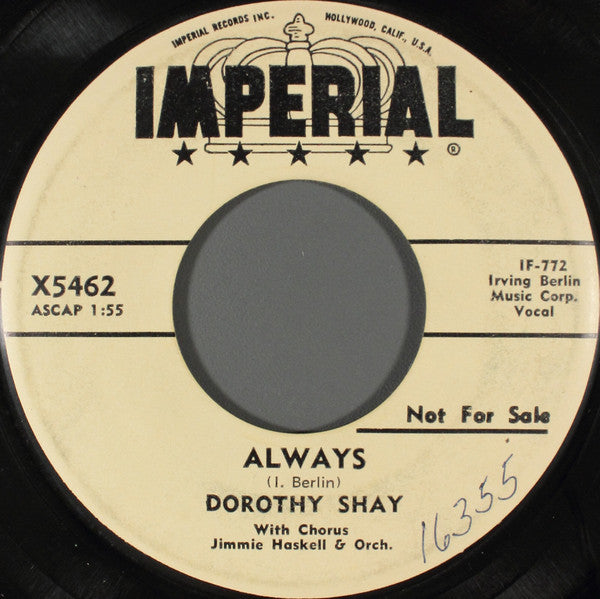 IMPERIAL RECORDS INC. HOLLYWOOD, CALIF., U.S.A.
IMPERIAL
®
X5462
ASCAP 1:55
IF-772
Irving Berlin
Music Corp.
Vocal
Not For Sale
ALWAYS
(I. Berlin)
DOROTHY SHAY
With Chorus
Jimmie Haskell & Orch.
16355